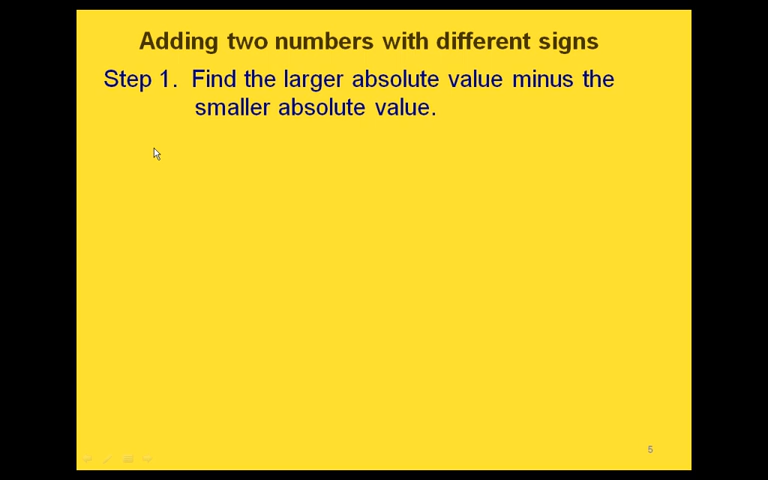 Adding two numbers with different signs
Step 1. Find the larger absolute value minus the
smaller absolute value.
5